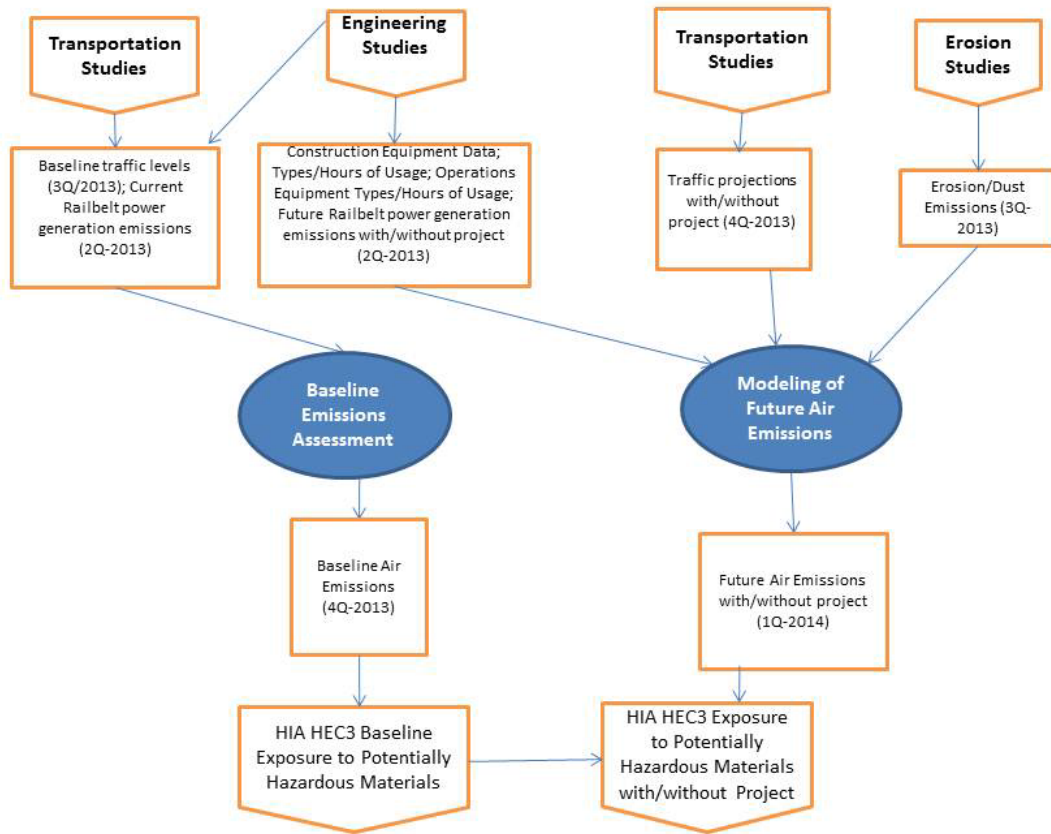 Transportation
Studies
Engineering
Studies
Transportation
Studies
Erosion
Studies
Baseline traffic levels
(3Q/2013); Current
Railbelt power
generation emissions
(2Q-2013)
Construction Equipment Data;
Types/Hours of Usage; Operations
Equipment Types/Hours of Usage;
Future Railbelt power generation
emissions with/without project
(2Q-2013)
Traffic projections
with/without
project (4Q-2013)
Erosion/Dust
Emissions (3Q-
2013)
Baseline
Emissions
Assessment
Modeling of
Future Air
Emissions
Baseline Air
Emissions
(4Q-2013)
Future Air Emissions
with/without project
(1Q-2014)
HIA HEC3 Baseline
Exposure to Potentially
Hazardous Materials
HIA HEC3 Exposure
to Potentially
Hazardous Materials
with/without Project